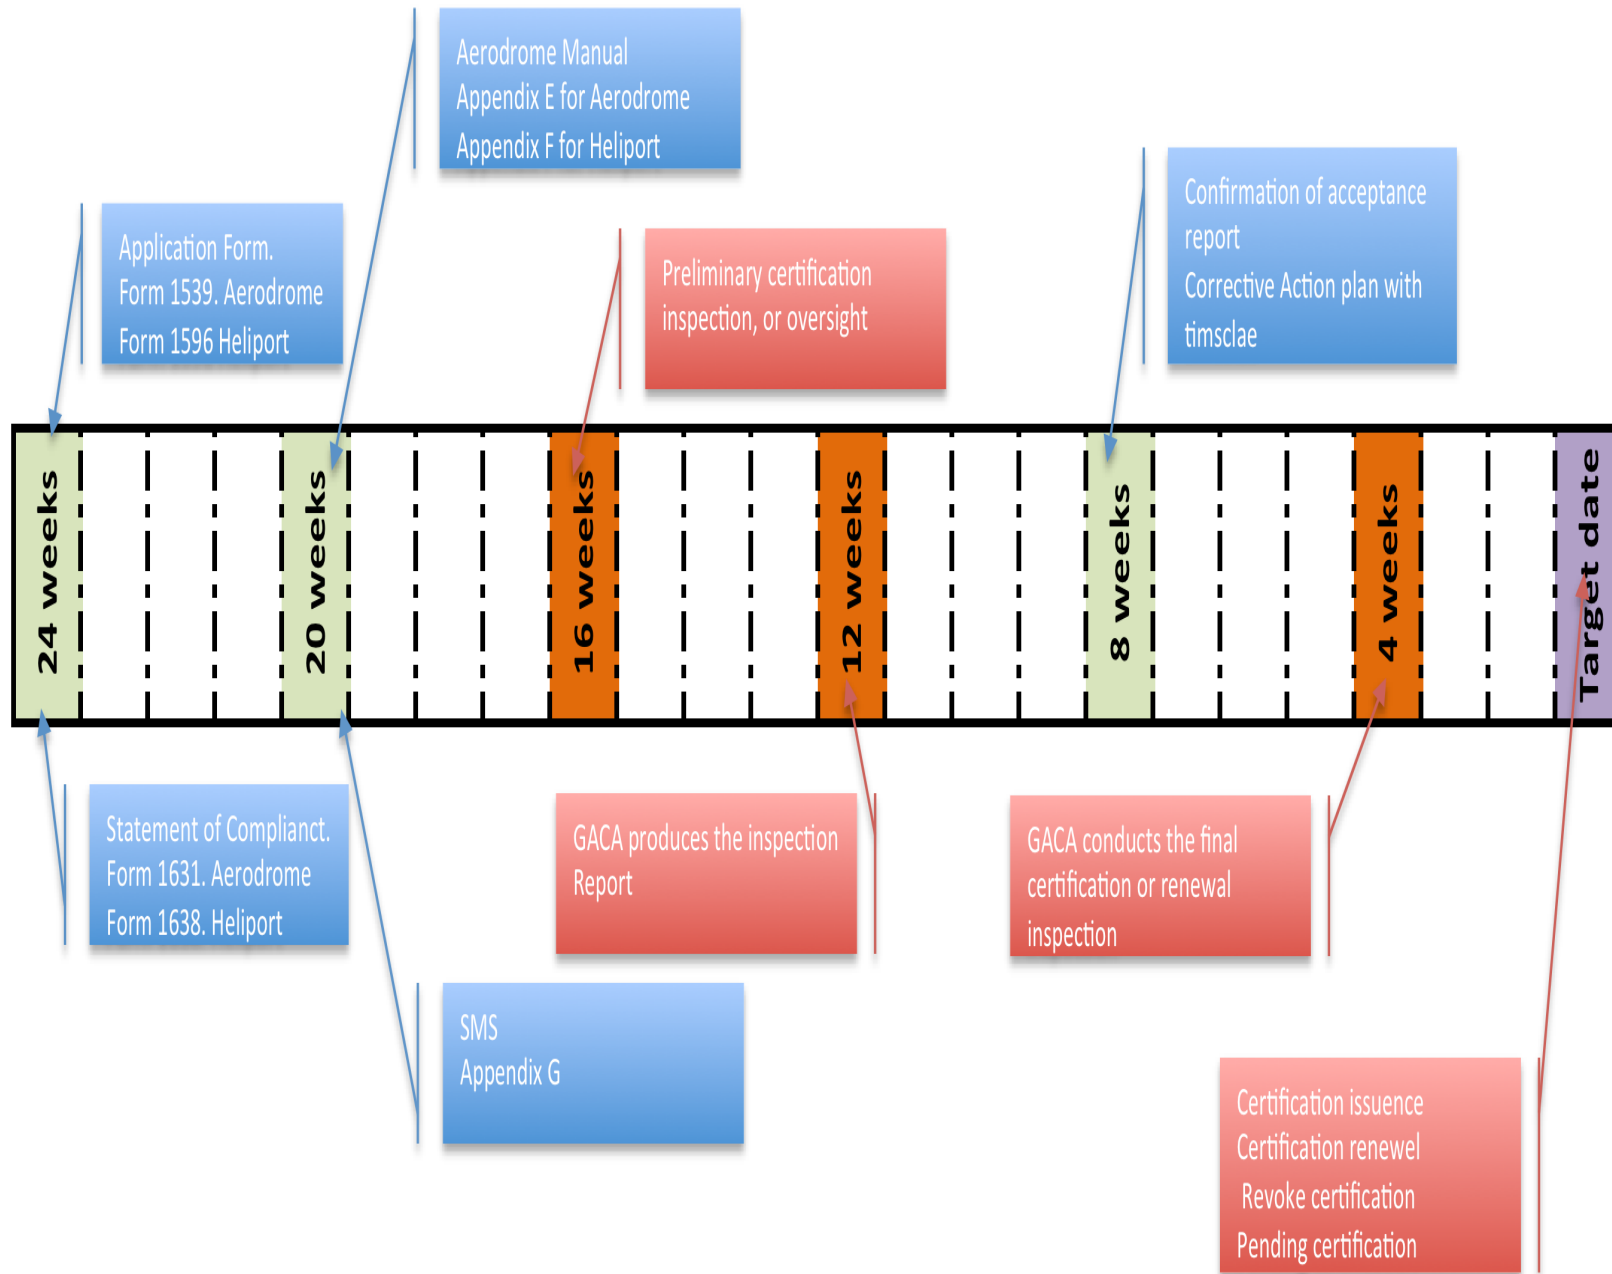 Aerodrome Manual
Appendix E for Aerodrome
Appendix F for Heliport
Application Form.
Form 1539. Aerodrome
Form 1596 Heliport
Preliminary certification
inspection, or oversight
Confirmation of acceptance
report
Corrective Action plan with
timsclae
24 weeks
20 weeks
16 weeks
12 weeks
8 weeks
4 weeks
Target date
Statement of Complianct.
Form 1631. Aerodrome
Form 1638. Heliport
GACA produces the inspection
Report
GACA conducts the final
certification or renewal
inspection
SMS
Appendix G
Certification issuence
Certification renewel
Revoke certification
Pending certification